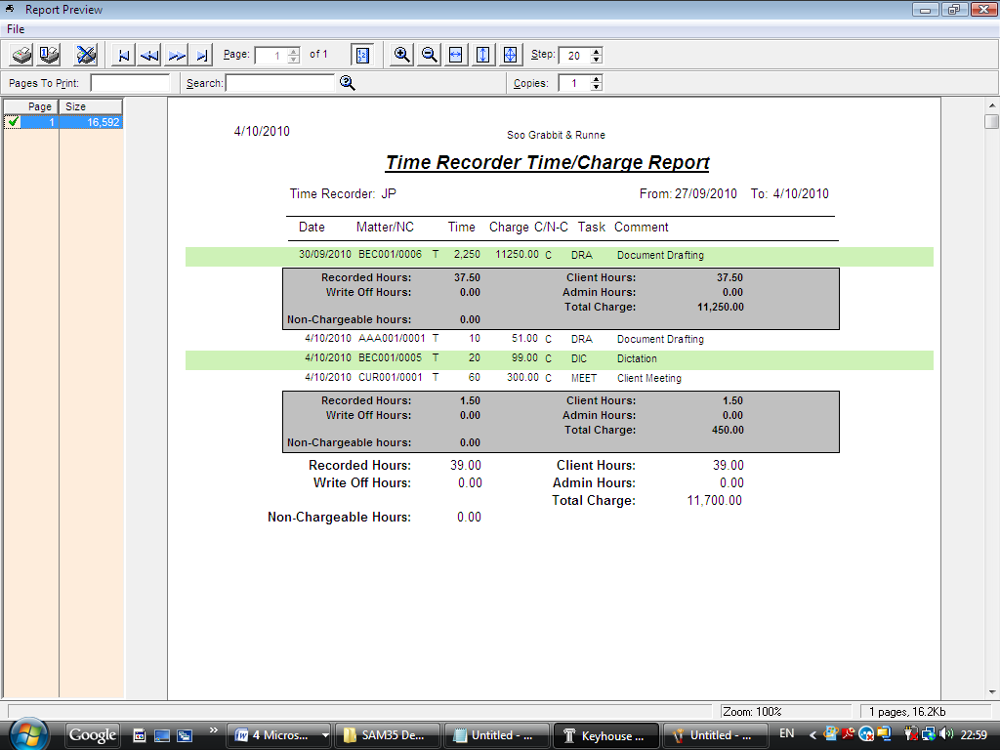 Report Preview
File
Page: 1 of 1 Step: 20
Pages To Print: Search: Copies: 1
Page Size
1 16,592
4/10/2010
Soo Grabbit & Runne
Time Recorder Time/Charge Report
Time Recorder: JP From: 27/09/2010 To: 4/10/2010
Date Matter/NC Time Charge C/N-C Task Comment
30/09/2010 BEC001/0006 T 2,250 11250.00 C DRA Document Drafting
Recorded Hours: 37.50 Client Hours: 37.50
Write Off Hours: 0.00 Admin Hours: 0.00
Total Charge: 11,250.00
Non-Chargeable hours: 0.00
4/10/2010 AAA001/0001 T 10 51.00 C DRA Document Drafting
4/10/2010 BEC001/0005 T 20 99.00 C DIC Dictation
4/10/2010 CUR001/0001 T 60 300.00 C MEET Client Meeting
Recorded Hours: 1.50 Client Hours: 1.50
Write Off Hours: 0.00 Admin Hours: 0.00
Total Charge: 450.00
Non-Chargeable hours: 0.00
Recorded Hours: 39.00 Client Hours: 39.00
Write Off Hours: 0.00 Admin Hours: 0.00
Total Charge: 11,700.00
Non-Chargeable Hours: 0.00
Zoom: 100% 1 pages, 16.2Kb
Google » 4 Micros... SAM35 De... Untitled - ... Keyhouse ... Untitled - ... EN 22:59